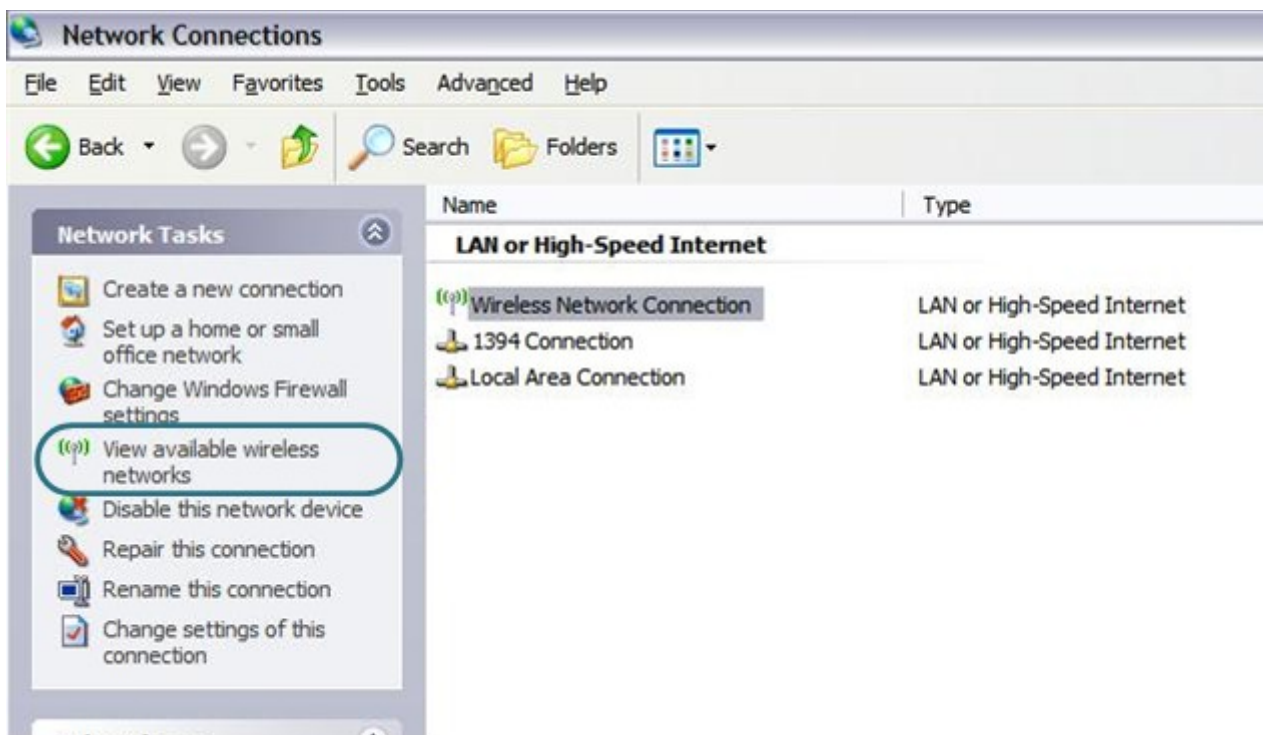 Network Connections
File Edit View Favorites Tools Advanced Help
Back Search Folders
Name Type
Network Tasks
LAN or High-Speed Internet
Create a new connection
Set up a home or small
office network
Change Windows Firewall
settings
View available wireless
networks
Disable this network device
Repair this connection
Rename this connection
Change settings of this
connection
Wireless Network Connection LAN or High-Speed Internet
1394 Connection LAN or High-Speed Internet
Local Area Connection LAN or High-Speed Internet